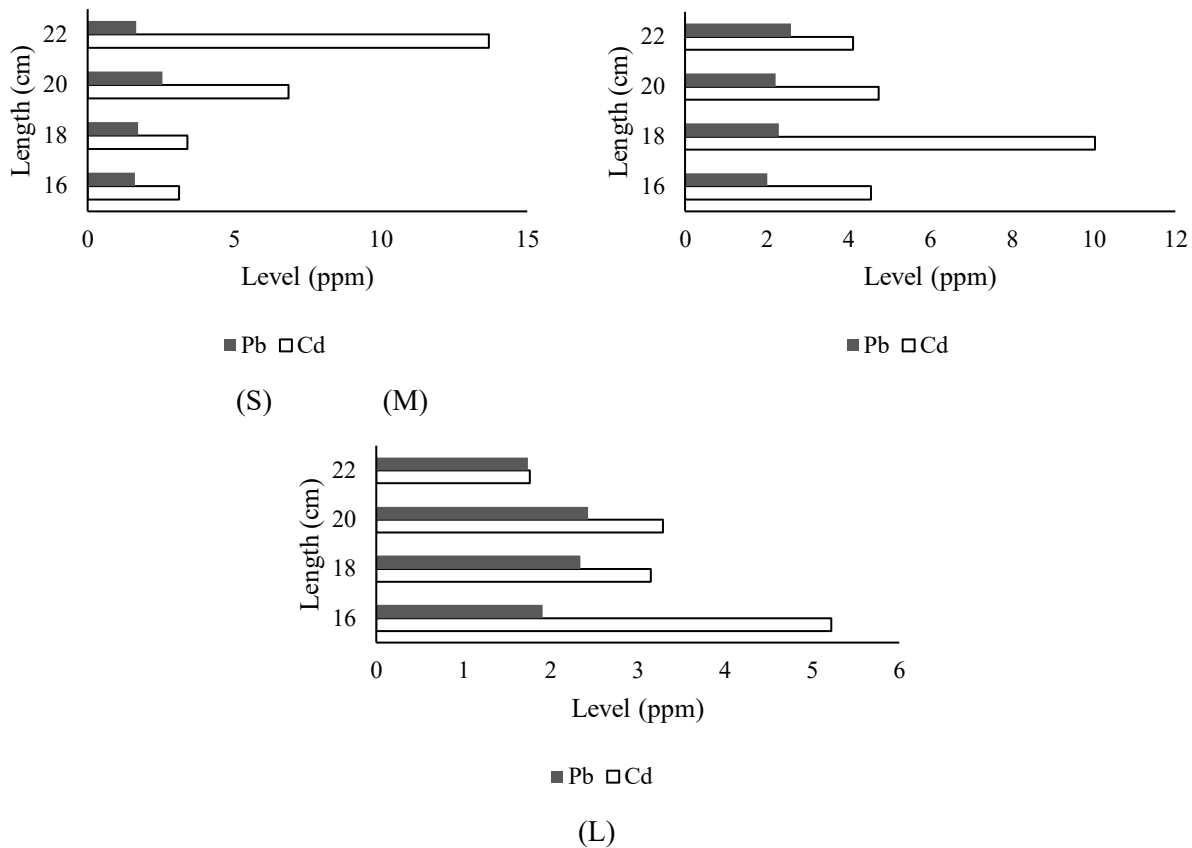 Length (cm)
22
20
18
16
0 5 10 15
Level (ppm)
Pb Cd
(S)
Length (cm)
22
20
18
16
0 2 4 6 8 10 12
Level (ppm)
Pb Cd
(M)
Length (cm)
22
20
18
16
0 1 2 3 4 5 6
Level (ppm)
Pb Cd
(L)